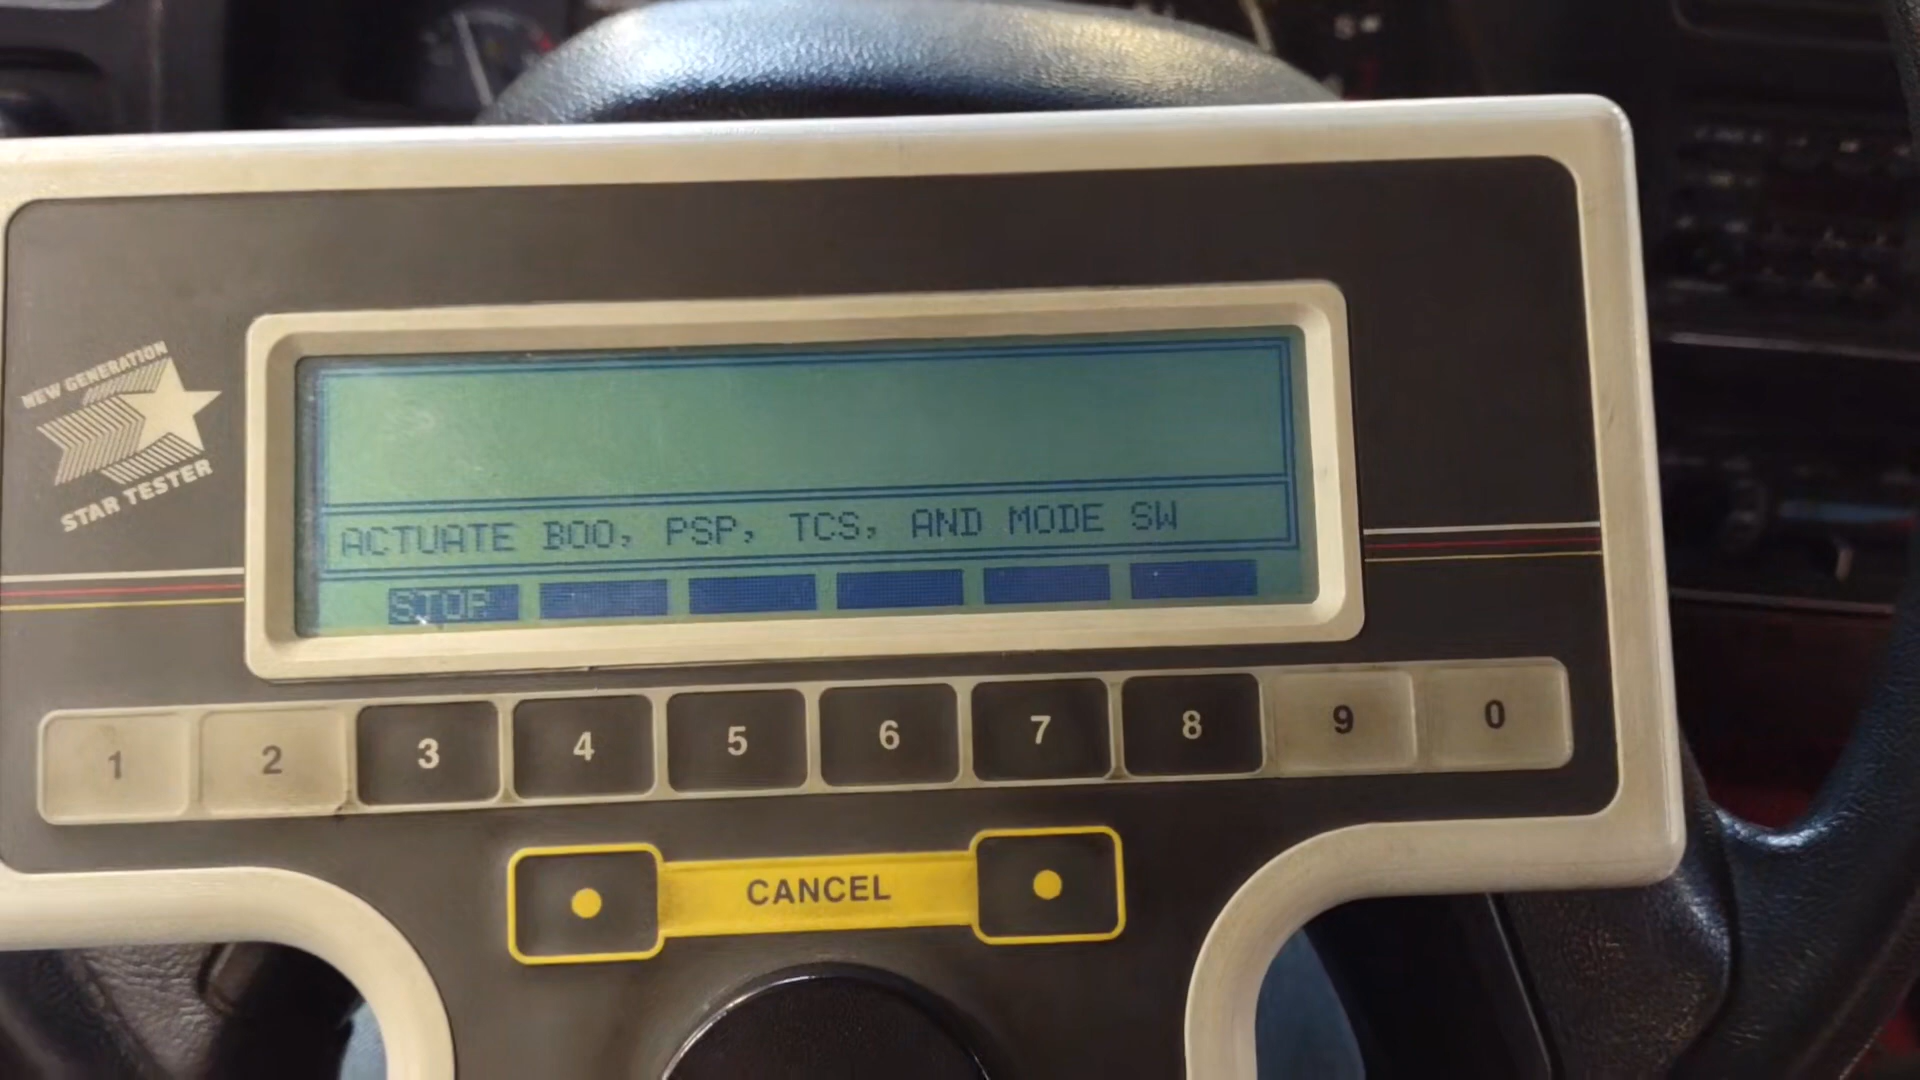 NEW GENERATION
STAR TESTER
ACTUATE BOO, PSP, TCS, AND MODE SW
STOP
1 2 3 4 5 6 7 8 9 0
CANCEL